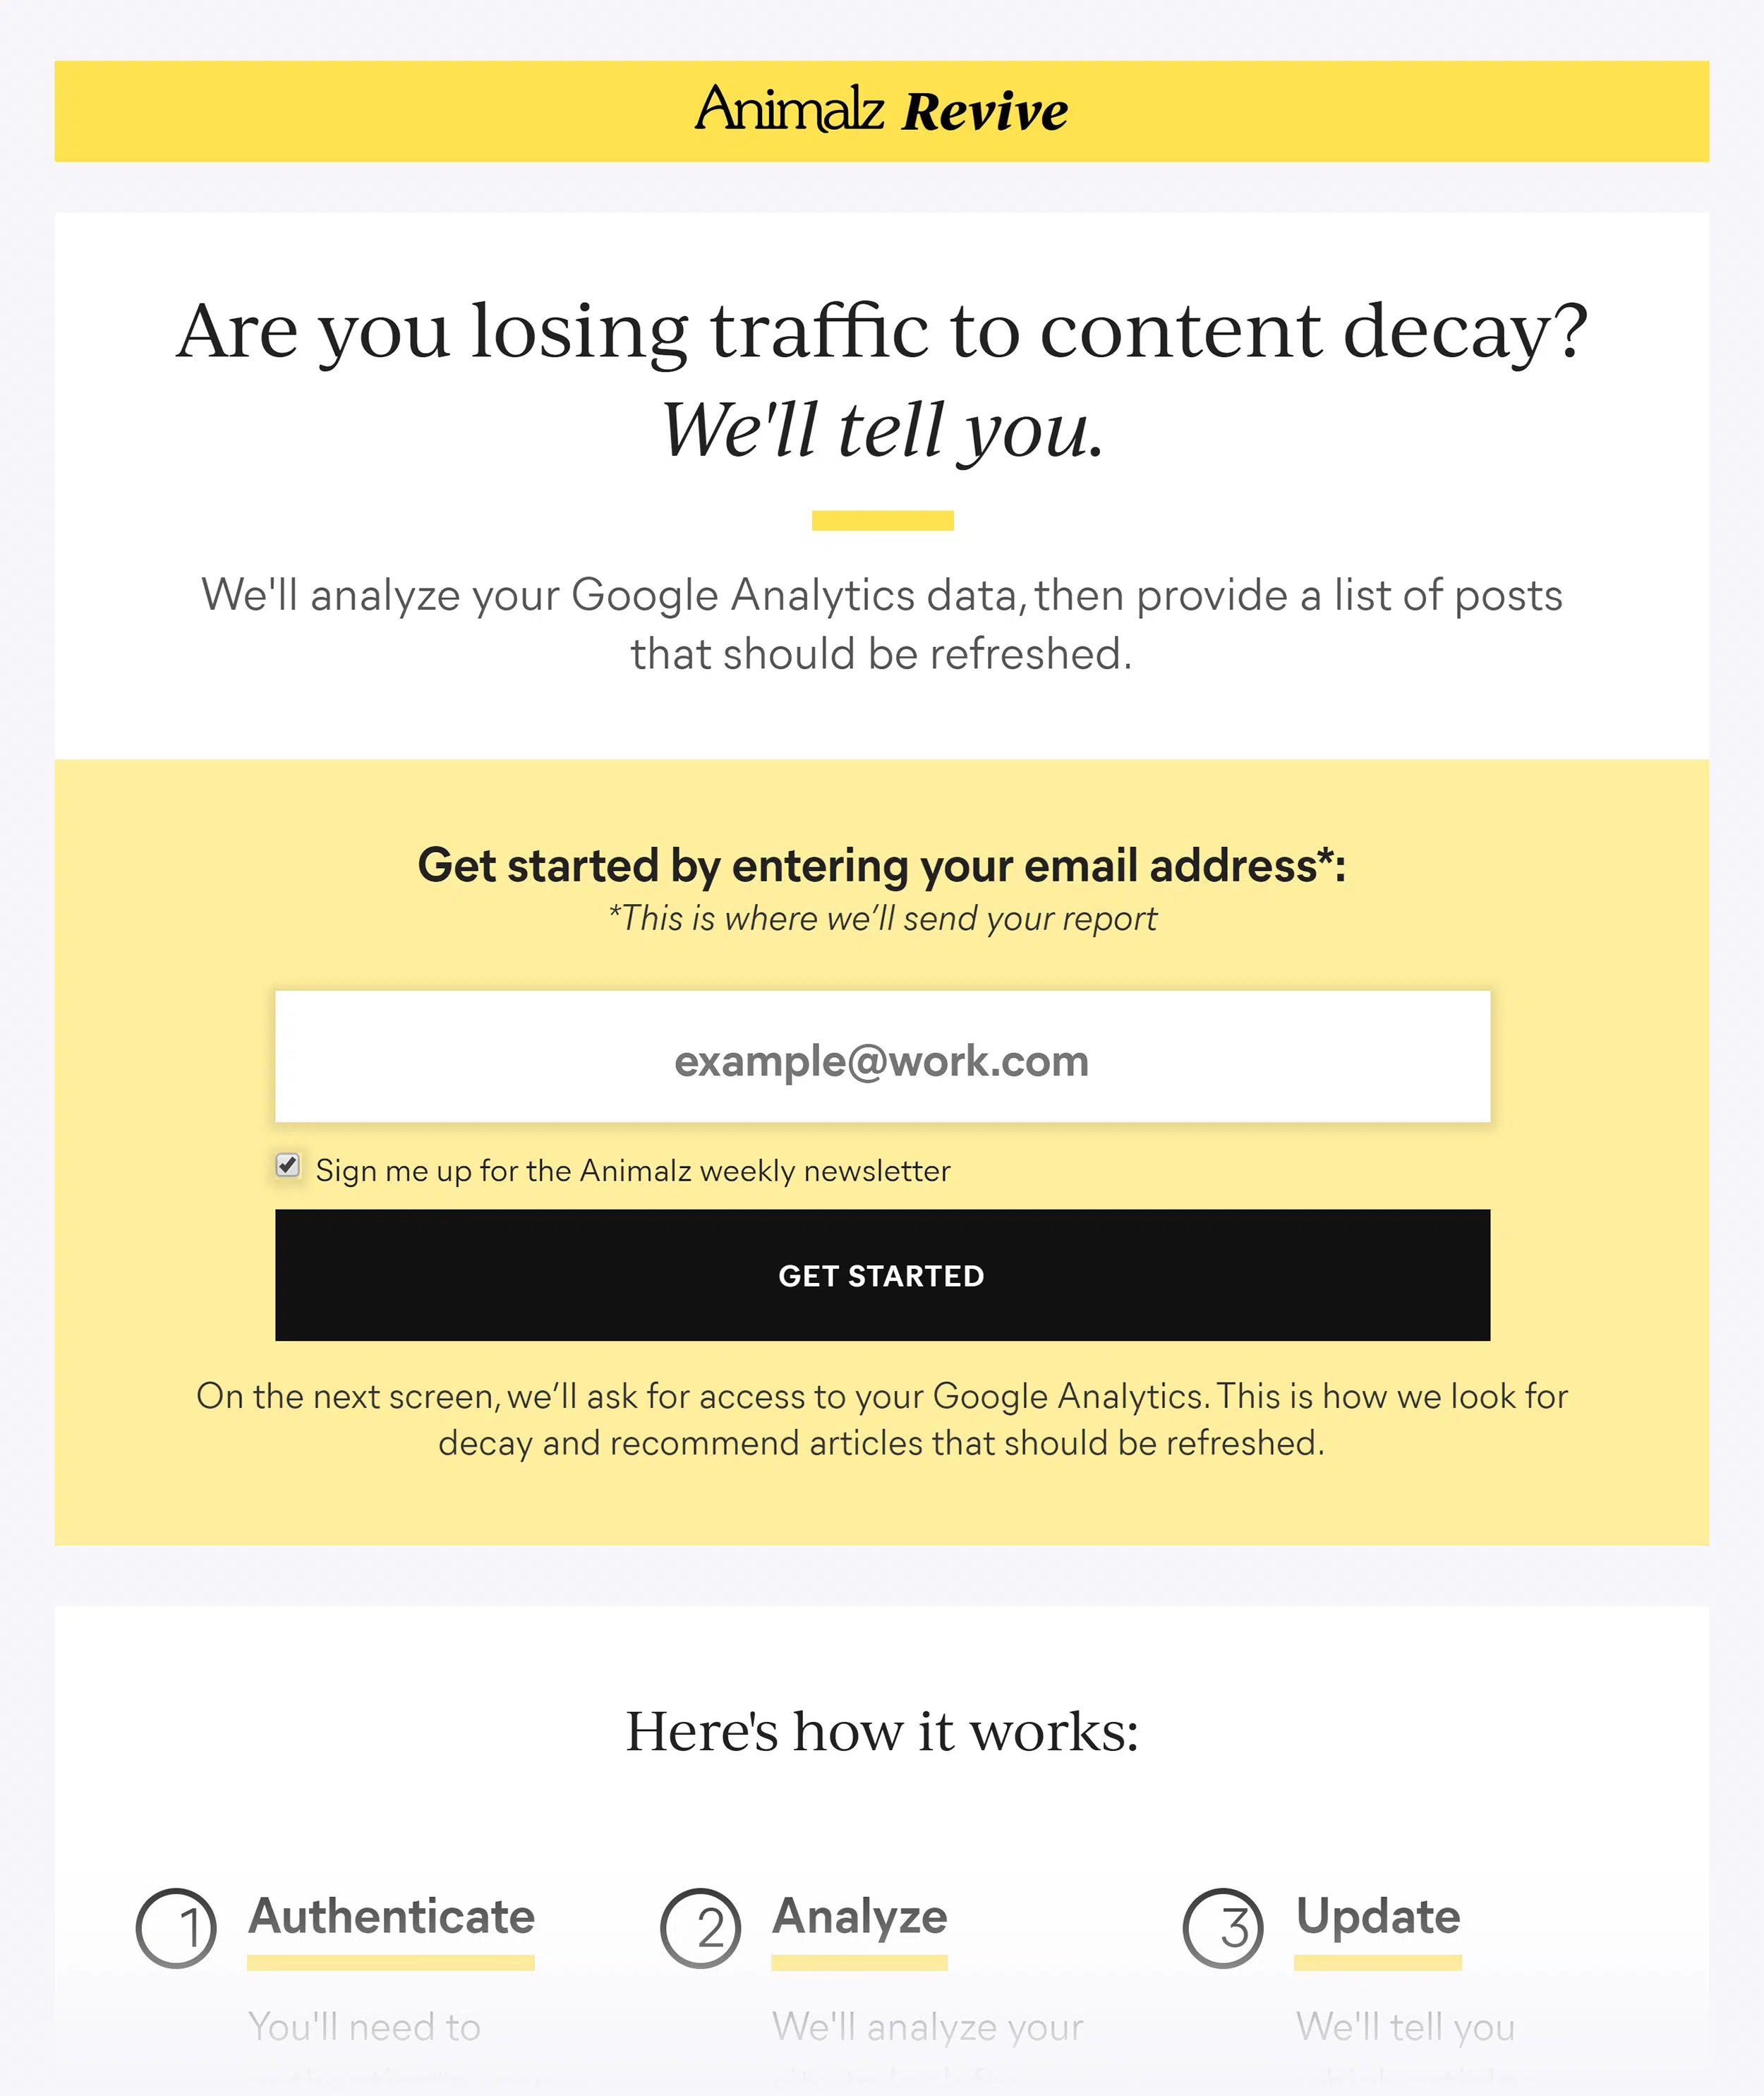 Animalz Revive
Are you losing traffic to content decay?
We'll tell you.
We'll analyze your Google Analytics data, then provide a list of posts
that should be refreshed.
Get started by entering your email address*:
*This is where we’ll send your report
example@work.com
Sign me up for the Animalz weekly newsletter
GET STARTED
On the next screen, we’ll ask for access to your Google Analytics. This is how we look for
decay and recommend articles that should be refreshed.
Here's how it works:
1 Authenticate
2 Analyze
3 Update
You'll need to
We'll analyze your
We'll tell you